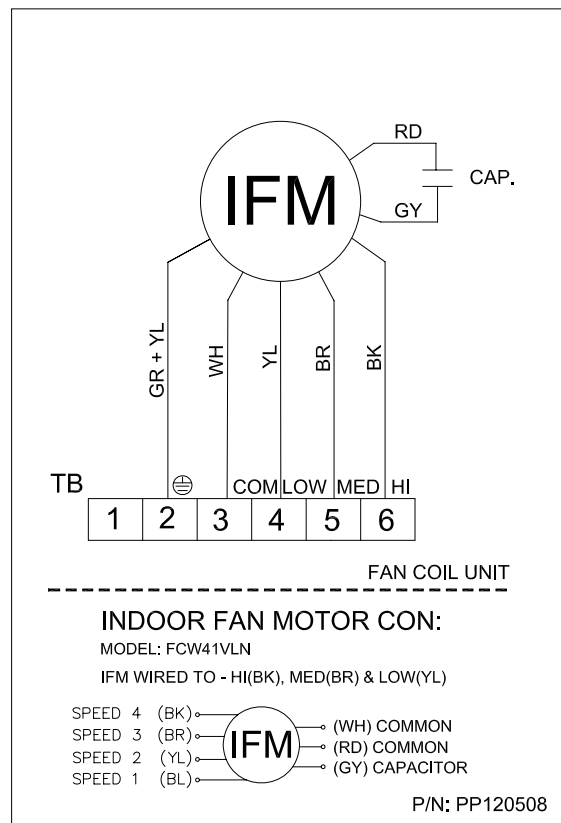 RD
IFM
CAP.
GY
GR + YL
WH
YL
BR
BK
TB
COM LOW MED HI
1 2 3 4 5 6
FAN COIL UNIT
INDOOR FAN MOTOR CON:
MODEL: FCW41VLN
IFM WIRED TO - HI(BK), MED(BR) & LOW(YL)
SPEED 4 (BK)
SPEED 3 (BR)
SPEED 2 (YL)
SPEED 1 (BL)
IFM
(WH) COMMON
(RD) COMMON
(GY) CAPACITOR
P/N: PP120508